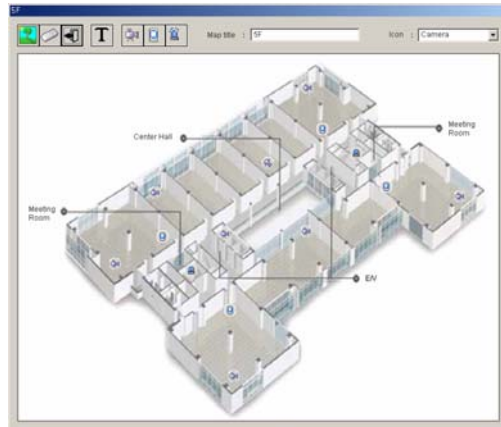 5F
T
Map title : 5F
Icon : Camera
Center Hall
Meeting
Room
Meeting
Room
E/V